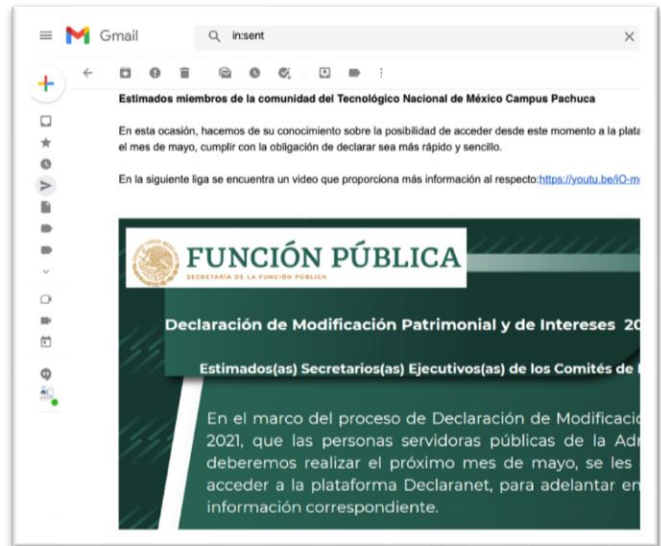 Gmail
in:sent
Estimados miembros de la comunidad del Tecnológico Nacional de México Campus Pachuca
En esta ocasión, hacemos de su conocimiento sobre la posibilidad de acceder desde este momento a la plata
el mes de mayo, cumplir con la obligación de declarar sea más rápido y sencillo.
En la siguiente liga se encuentra un video que proporciona más información al respecto:https://youtu.be/iO-m
FUNCIÓN PÚBLICA
SECRETARÍA DE LA FUNCIÓN PÚBLICA
Declaración de Modificación Patrimonial y de Intereses 20
Estimados(as) Secretarios(as) Ejecutivos(as) de los Comités de
En el marco del proceso de Declaración de Modificació
2021, que las personas servidoras públicas de la Adr
deberemos realizar el próximo mes de mayo, se les
acceder a la plataforma Declaranet, para adelantar en
información correspondiente.